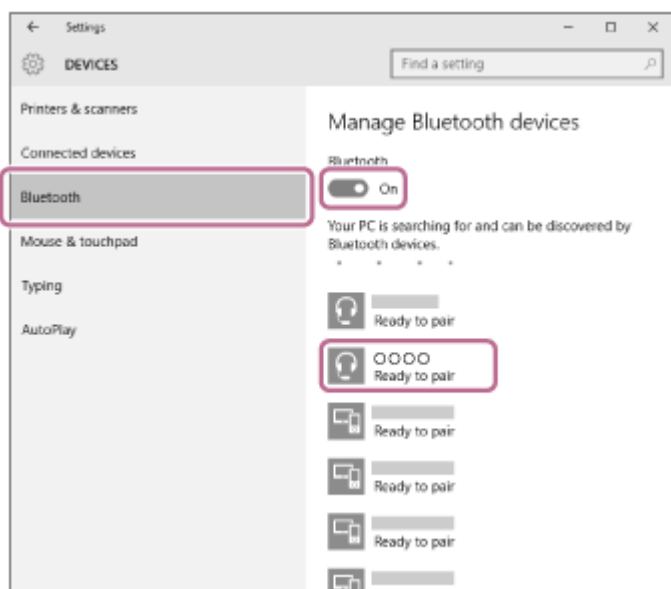 Settings
DEVICES
Find a setting
Printers & scanners
Connected devices
Bluetooth
Mouse & touchpad
Typing
AutoPlay
Manage Bluetooth devices
Bluetooth
On
Your PC is searching for and can be discovered by
Bluetooth devices.
Ready to pair
OOOO
Ready to pair
Ready to pair
Ready to pair
Ready to pair